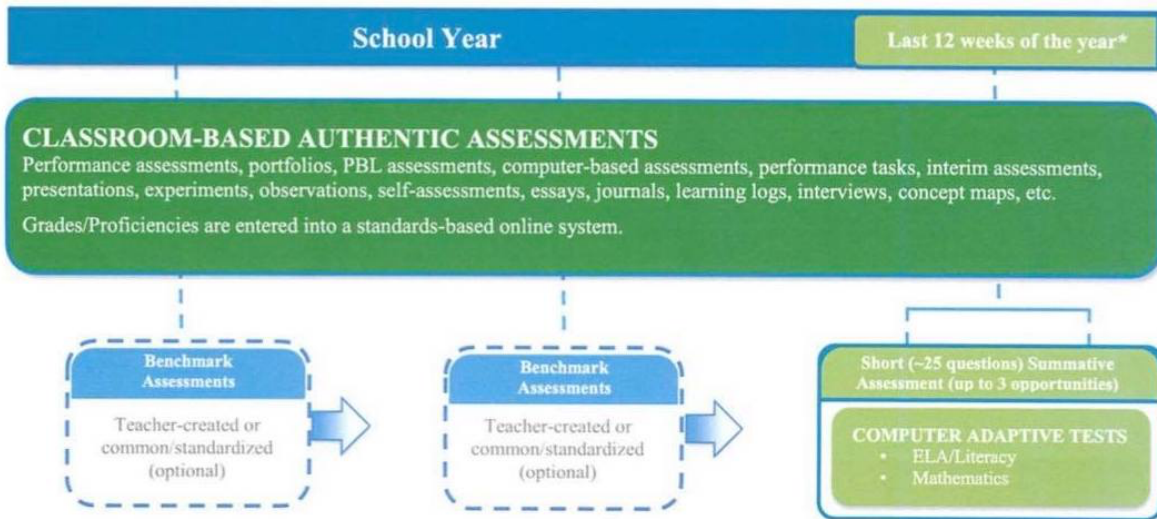 School Year
Last 12 weeks of the year*
CLASSROOM-BASED AUTHENTIC ASSESSMENTS
Performance assessments, portfolios, PBL assessments, computer-based assessments, performance tasks, interim assessments,
presentations, experiments, observations, self-assessments, essays, journals, learning logs, interviews, concept maps, etc.
Grades/Proficiencies are entered into a standards-based online system.
Benchmark
Assessments
Teacher-created or
common/standardized
(optional)
Benchmark
Assessments
Teacher-created or
common/standardized
(optional)
Short (~25 questions) Summative
Assessment (up to 3 opportunities)
COMPUTER ADAPTIVE TESTS
• ELA/Literacy
• Mathematics